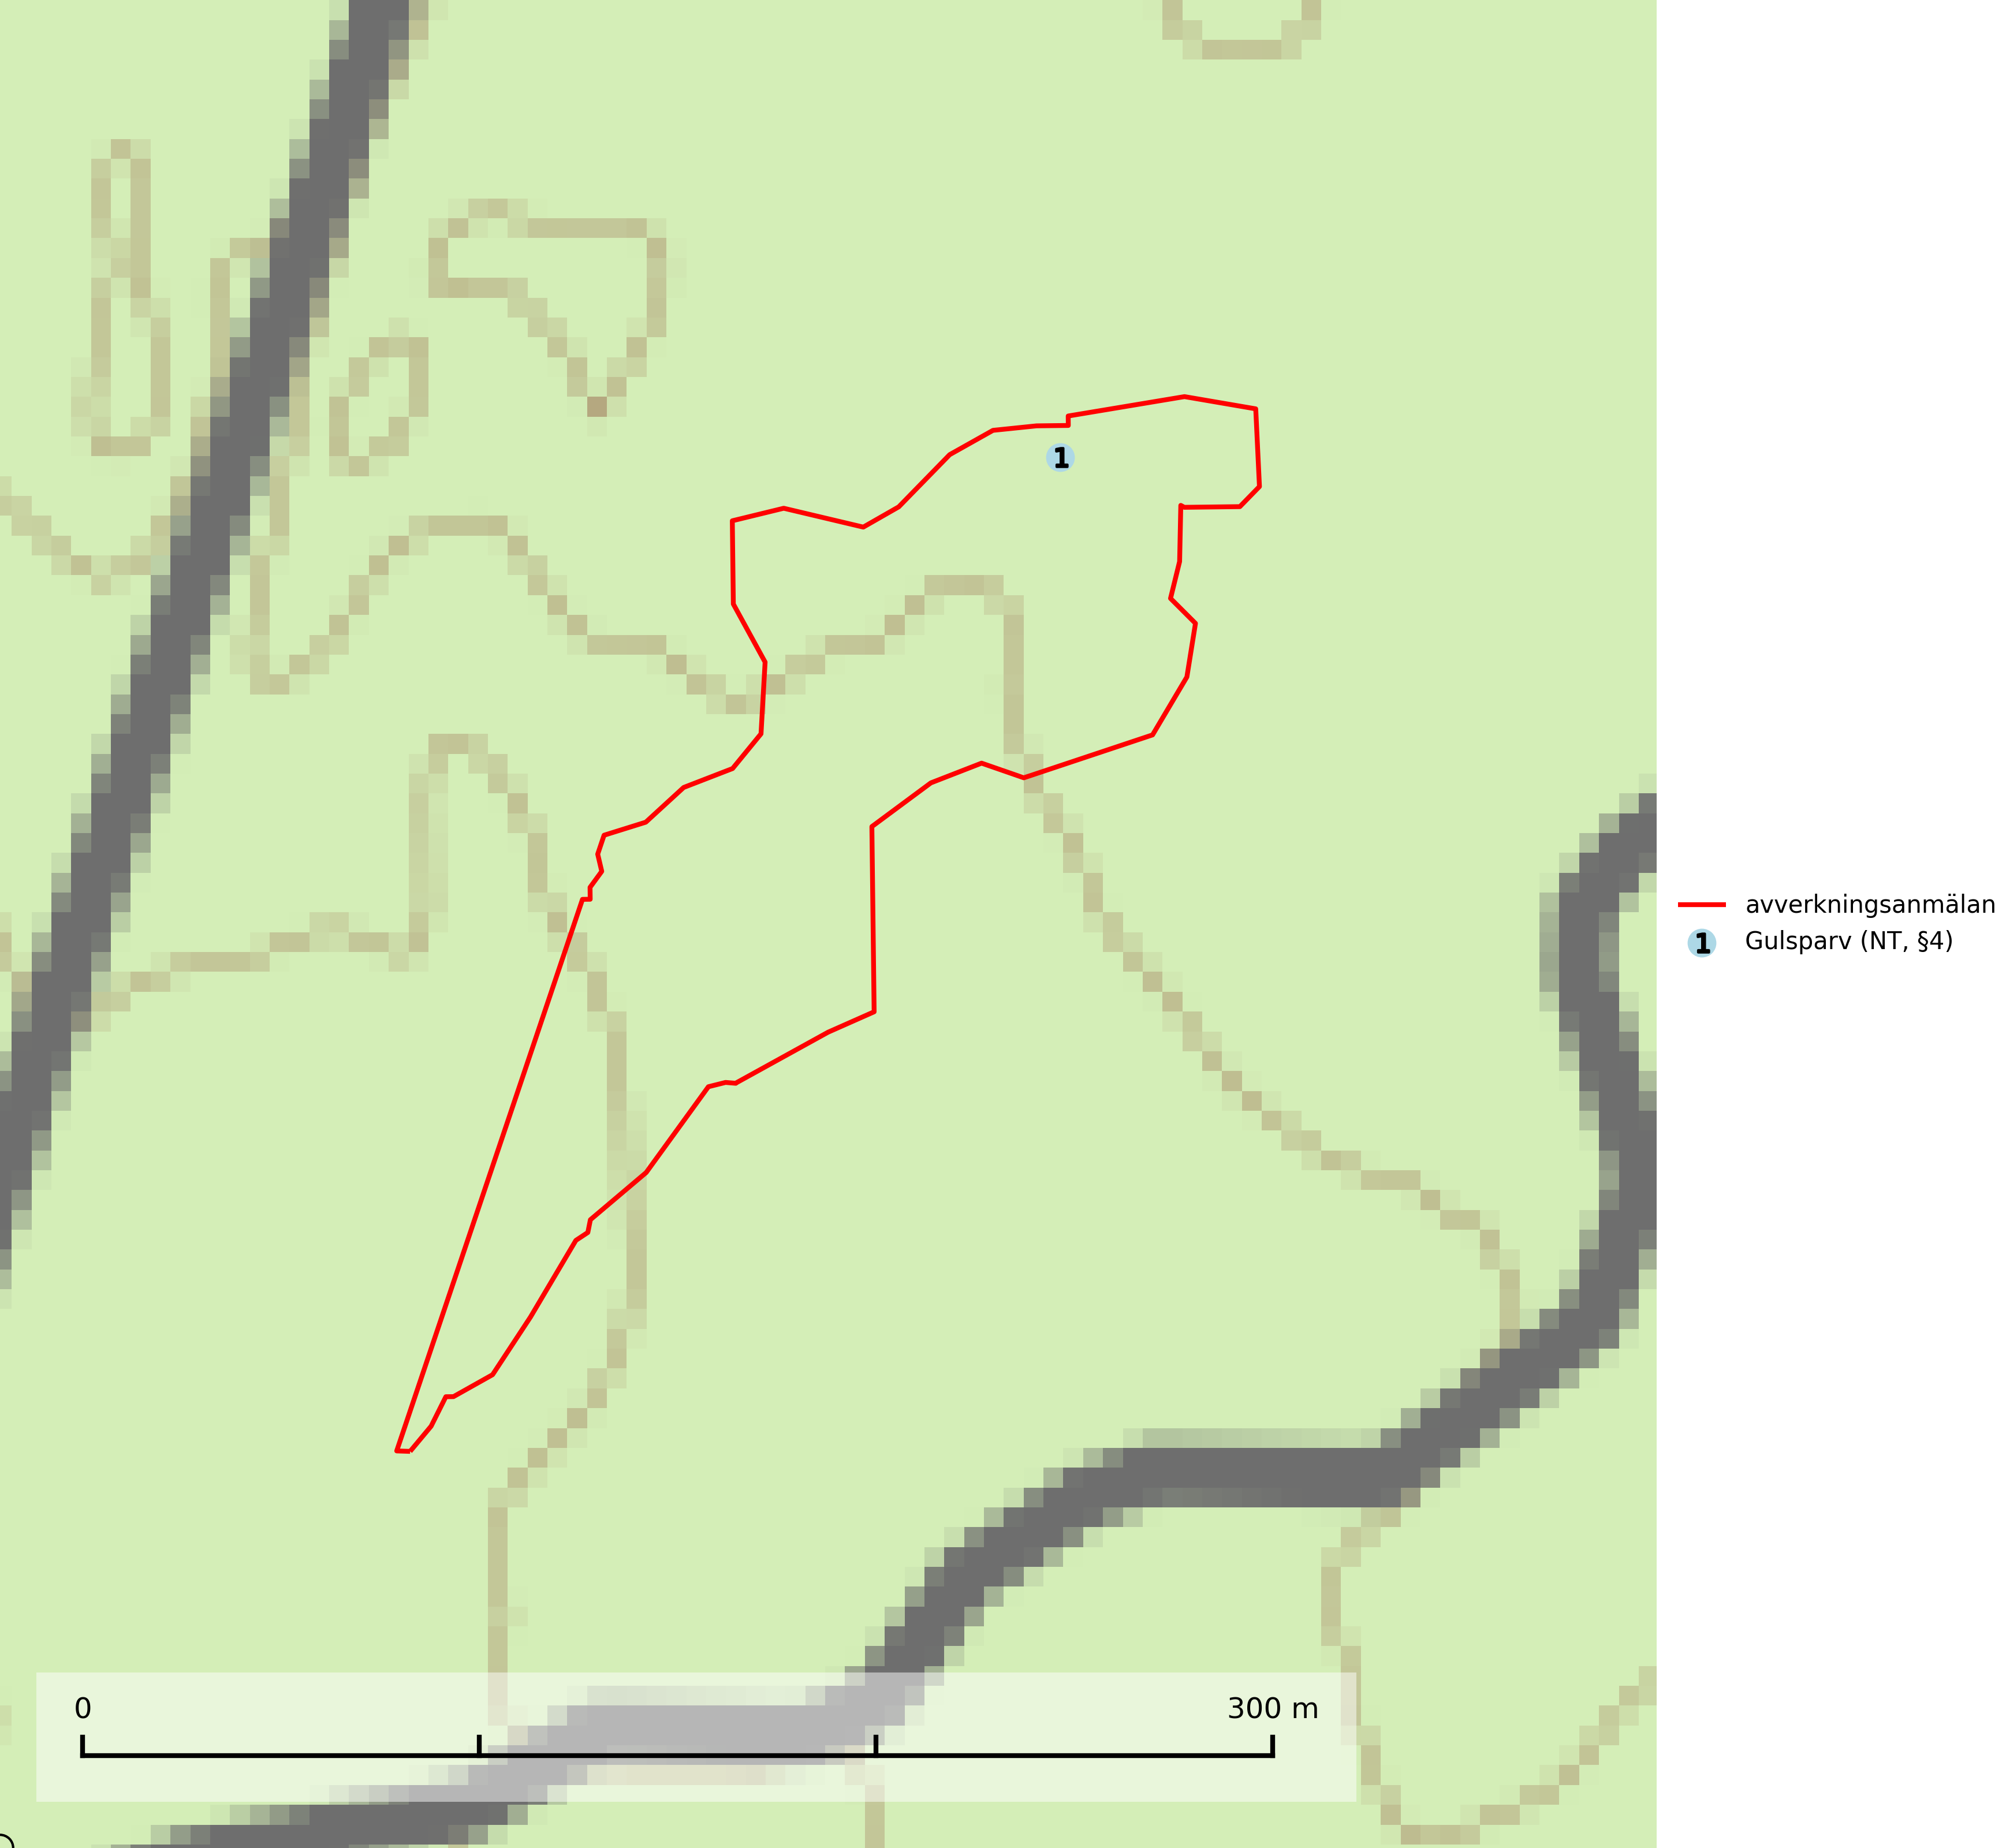 1
avverkningsanmälan
1 Gulsparv (NT, §4)
0 300 m